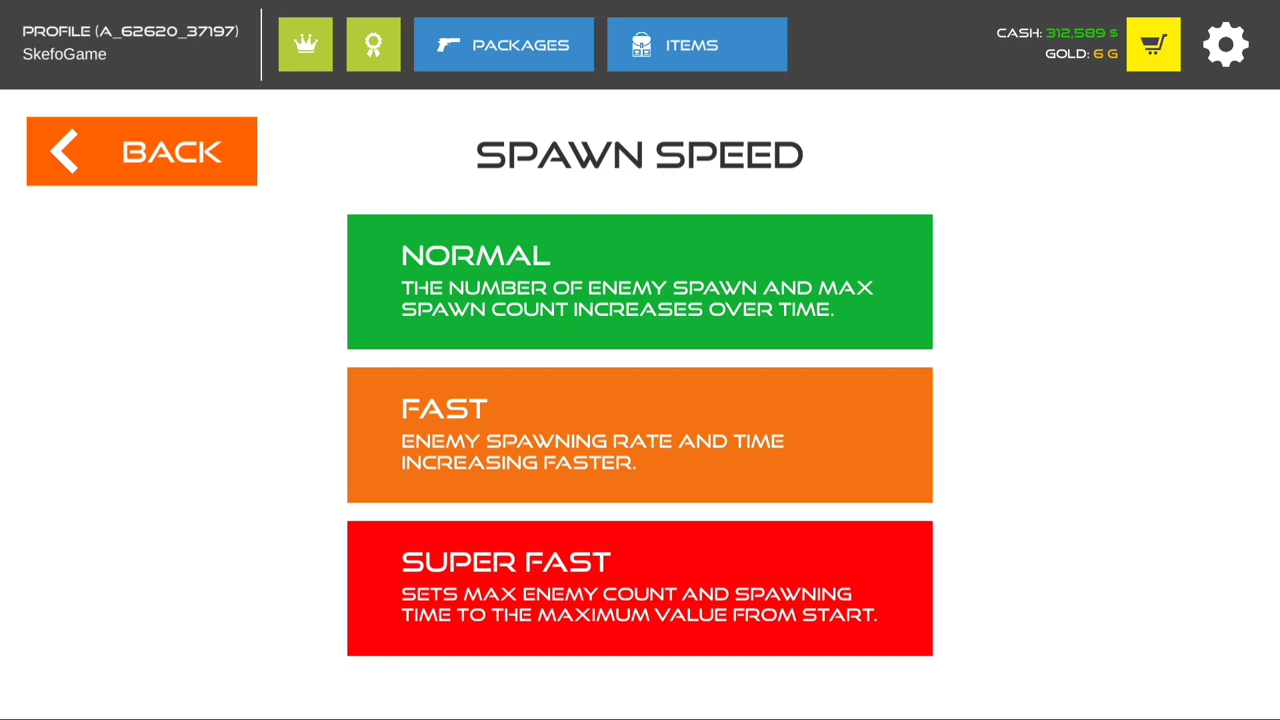 PROFILE (A_62620_37197)
SkefoGame
PACKAGES
ITEMS
CASH: 312,589 $
GOLD: 6 G
BACK
SPAWN SPEED
NORMAL
THE NUMBER OF ENEMY SPAWN AND MAX
SPAWN COUNT INCREASES OVER TIME.
FAST
ENEMY SPAWNING RATE AND TIME
INCREASING FASTER.
SUPER FAST
SETS MAX ENEMY COUNT AND SPAWNING
TIME TO THE MAXIMUM VALUE FROM START.